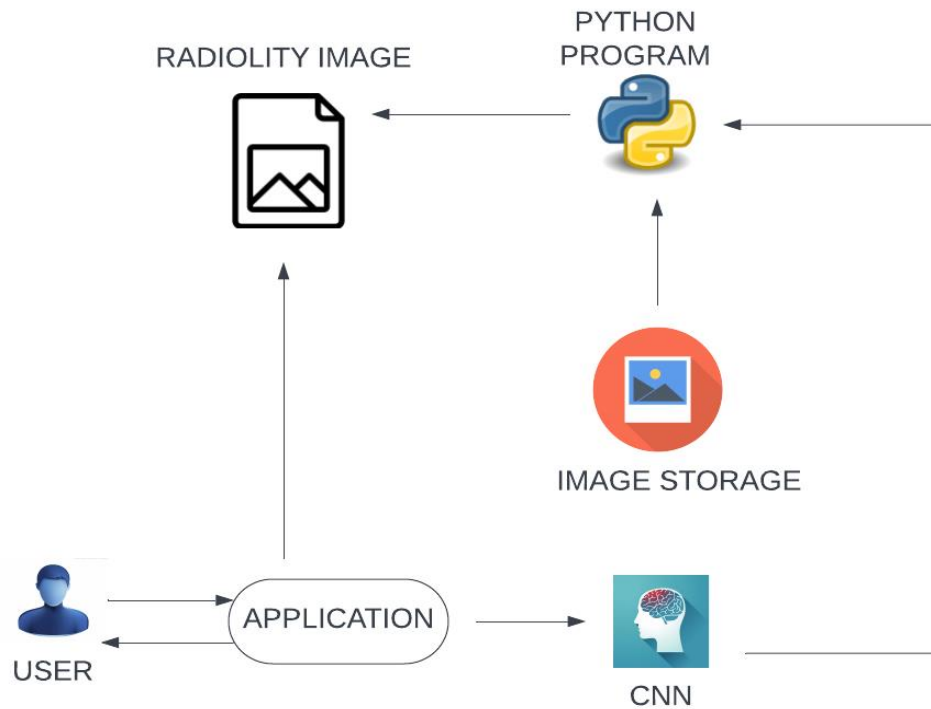 PYTHON
PROGRAM
RADIOLITY IMAGE
IMAGE STORAGE
APPLICATION
USER
CNN